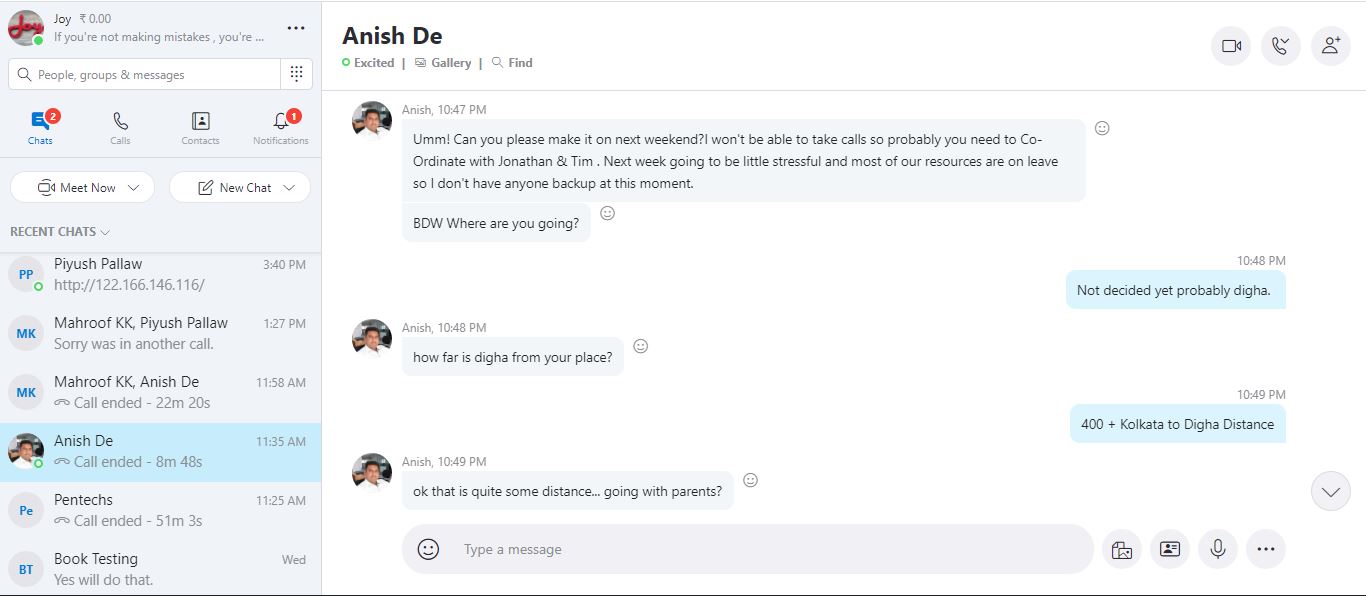 Joy ₹ 0.00
If you're not making mistakes , you're ...
People, groups & messages
2
1
Chats
Calls
Contacts
Notifications
Meet Now
New Chat
RECENT CHATS
PP
Piyush Pallaw
3:40 PM
http://122.166.146.116/
MK
Mahroof KK, Piyush Pallaw
1:27 PM
Sorry was in another call.
MK
Mahroof KK, Anish De
11:58 AM
Call ended - 22m 20s
Anish De
11:35 AM
Call ended - 8m 48s
Pe
Pentechs
11:25 AM
Call ended - 51m 3s
BT
Book Testing
Wed
Yes will do that.
Anish De
Excited | Gallery | Find
Anish, 10:47 PM
Umm! Can you please make it on next weekend?I won't be able to take calls so probably you need to Co-
Ordinate with Jonathan & Tim . Next week going to be little stressful and most of our resources are on leave
so I don't have anyone backup at this moment.
BDW Where are you going?
10:48 PM
Not decided yet probably digha.
Anish, 10:48 PM
how far is digha from your place?
10:49 PM
400 + Kolkata to Digha Distance
Anish, 10:49 PM
ok that is quite some distance... going with parents?
Type a message